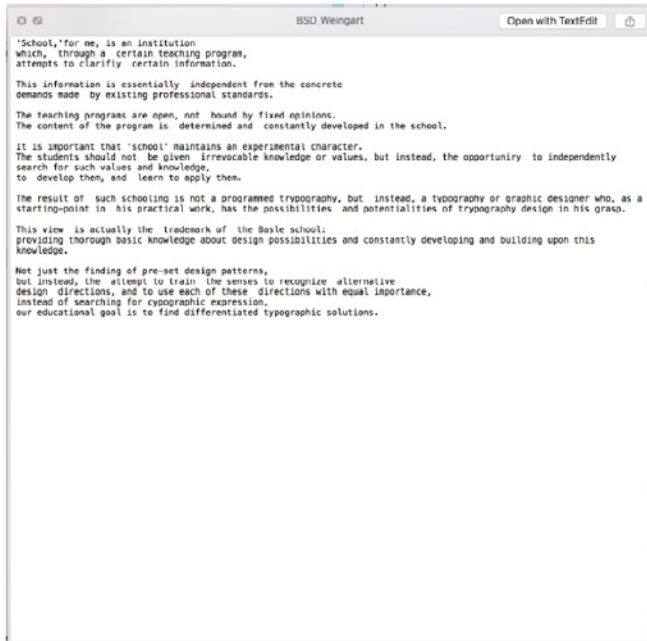 BSD Weingart
Open with TextEdit
'School,'for me, is an institution
which, through a certain teaching program,
attempts to clarifiy certain information.
This information is essentially independent from the concrete
demands made by existing professional standards.
The teaching programs are open, not bound by fixed opinions.
The content of the program is determined and constantly developed in the school.
It is important that 'school' maintains an experimental character.
The students should not be given irrevocable knowledge or values, but instead, the opportuniry to independently
search for such values and knowledge,
to develop them, and learn to apply them.
The result of such schooling is not a programmed trypography, but instead, a typography or graphic designer who, as a
starting-point in his practical work, has the possibilities and potentialities of trypography design in his grasp.
This view is actually the trademark of the Basle school:
providing thorough basic knowledge about design possibilities and constantly developing and building upon this
knowledge.
Not just the finding of pre-set design patterns,
but instead, the attempt to train the senses to recognize alternative
design directions, and to use each of these directions with equal importance,
instead of searching for cypographic expression,
our educational goal is to find differentiated typographic solutions.